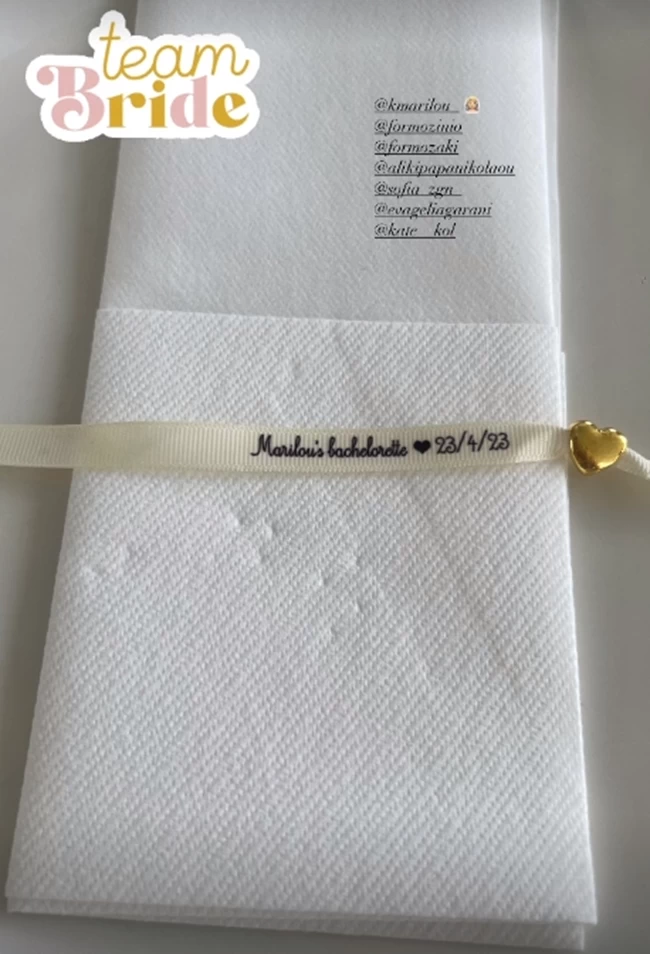 team
Bride
@kmarilou_
@formozinio
@formozaki
@alikipapanikolaou
@sofia_zgn_
@evageliagarani
@kate__kol
Marilou's bachelorette ♥ 23/4/23